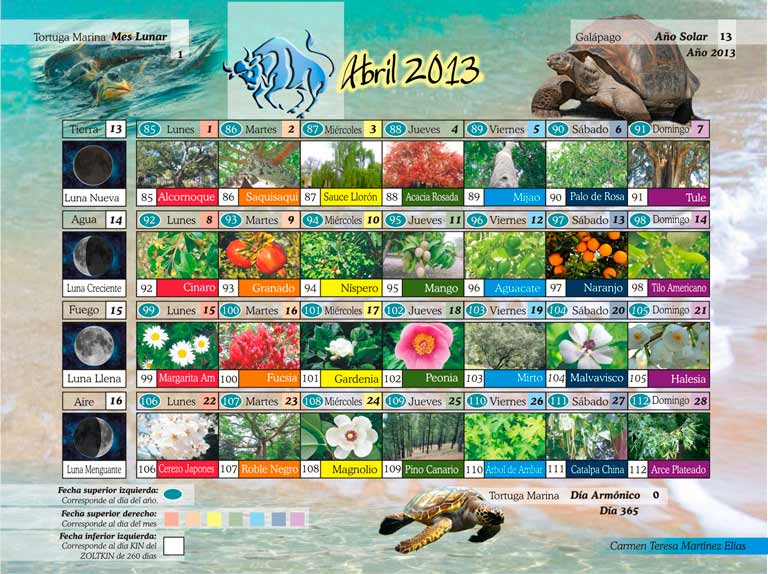 Tortuga Marina Mes Lunar
1
Abril 2013
Galápago Año Solar 13
Año 2013
Tierra 13 85 Lunes 1 86 Martes 2 87 Miércoles 3 88 Jueves 4 89 Viernes 5 90 Sábado 6 91 Domingo 7
Luna Nueva 85 Alcornoque 86 Saquisaqui 87 Sauce Llorón 88 Acacia Rosada 89 Mijao 90 Palo de Rosa 91 Tule
Agua 14 92 Lunes 8 93 Martes 9 94 Miércoles 10 95 Jueves 11 96 Viernes 12 97 Sábado 13 98 Domingo 14
Luna Creciente 92 Cinaro 93 Granado 94 Níspero 95 Mango 96 Aguacate 97 Naranjo 98 Tilo Americano
Fuego 15 99 Lunes 15 100 Martes 16 101 Miércoles 17 102 Jueves 18 103 Viernes 19 104 Sábado 20 105 Domingo 21
Luna Llena 99 Margarita Am 100 Fucsia 101 Gardenia 102 Peonia 103 Mirto 104 Malvavisco 105 Halesia
Aire 16 106 Lunes 22 107 Martes 23 108 Miércoles 24 109 Jueves 25 110 Viernes 26 111 Sábado 27 112 Domingo 28
Luna Menguante 106 Cerezo Japones 107 Roble Negro 108 Magnolio 109 Pino Canario 110 Árbol de Ambar 111 Catalpa China 112 Arce Plateado
Fecha superior izquierda:
Corresponde al día del año.
Fecha superior derecho:
Corresponde al dia del mes
Fecha inferior izquierda:
Corresponde al día KIN del
ZOLTKIN de 260 días
Tortuga Marina Día Armónico 0
Día 365
Carmen Teresa Martínez Elías